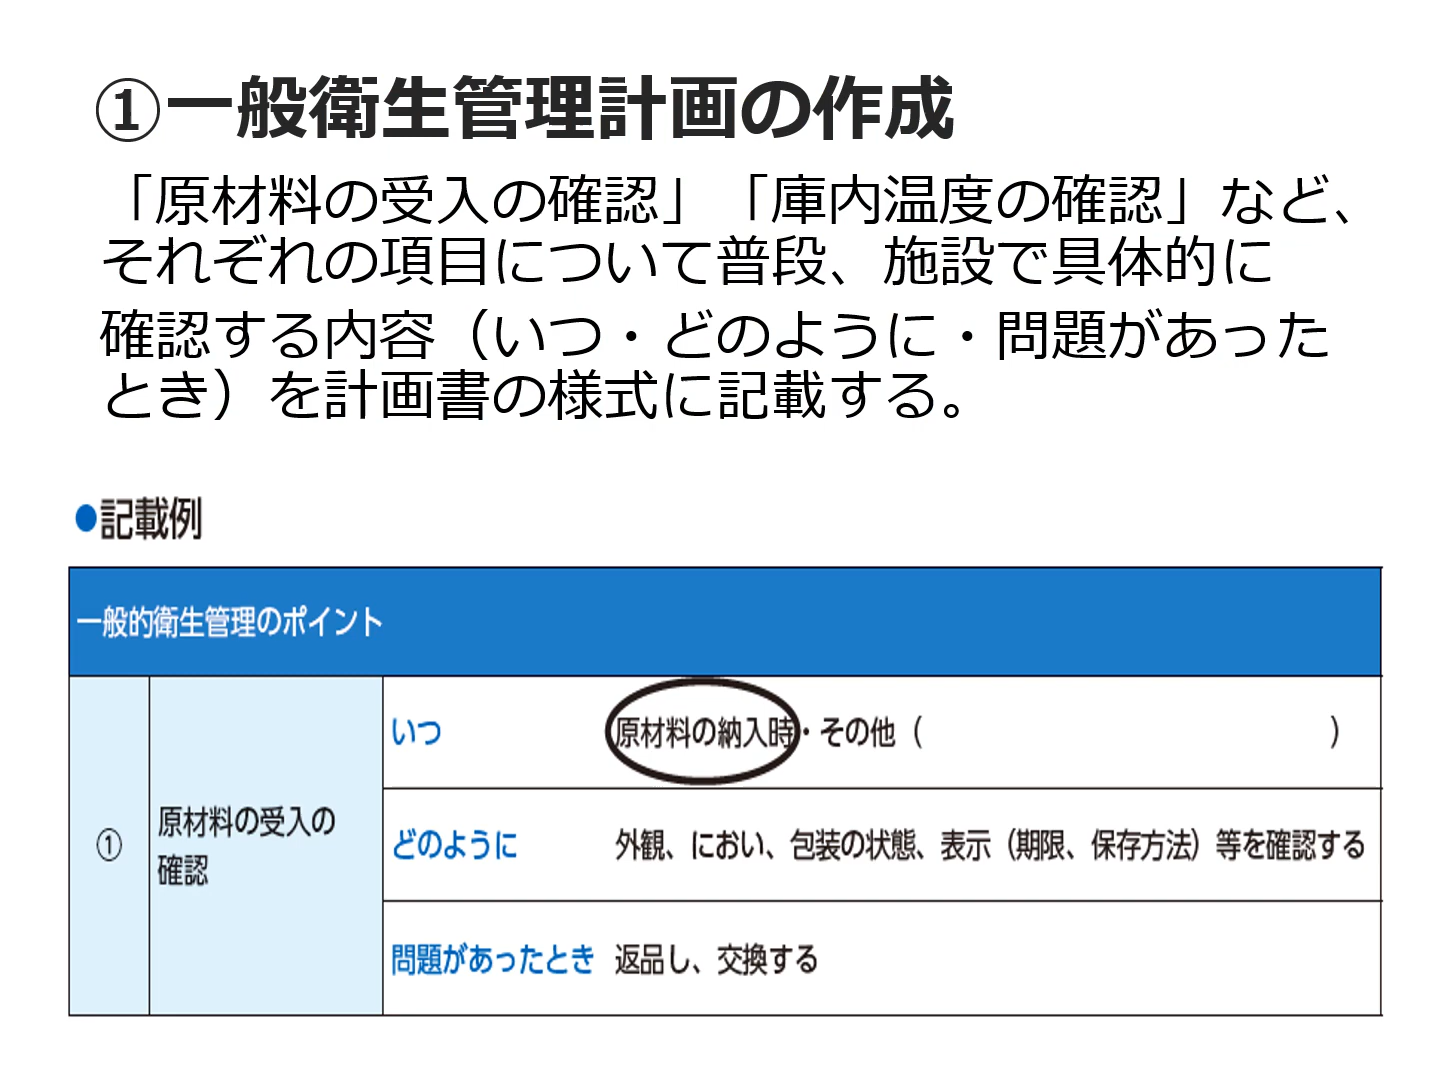 ①一般衛生管理計画の作成
「原材料の受入の確認」「庫内温度の確認」など、
それぞれの項目について普段、施設で具体的に
確認する内容（いつ・どのように・問題があった
とき）を計画書の様式に記載する。
●記載例
一般的衛生管理のポイント
①
原材料の受入の
確認
いつ 原材料の納入時・その他（ ）
どのように 外観、におい、包装の状態、表示（期限、保存方法）等を確認する
問題があったとき 返品し、交換する